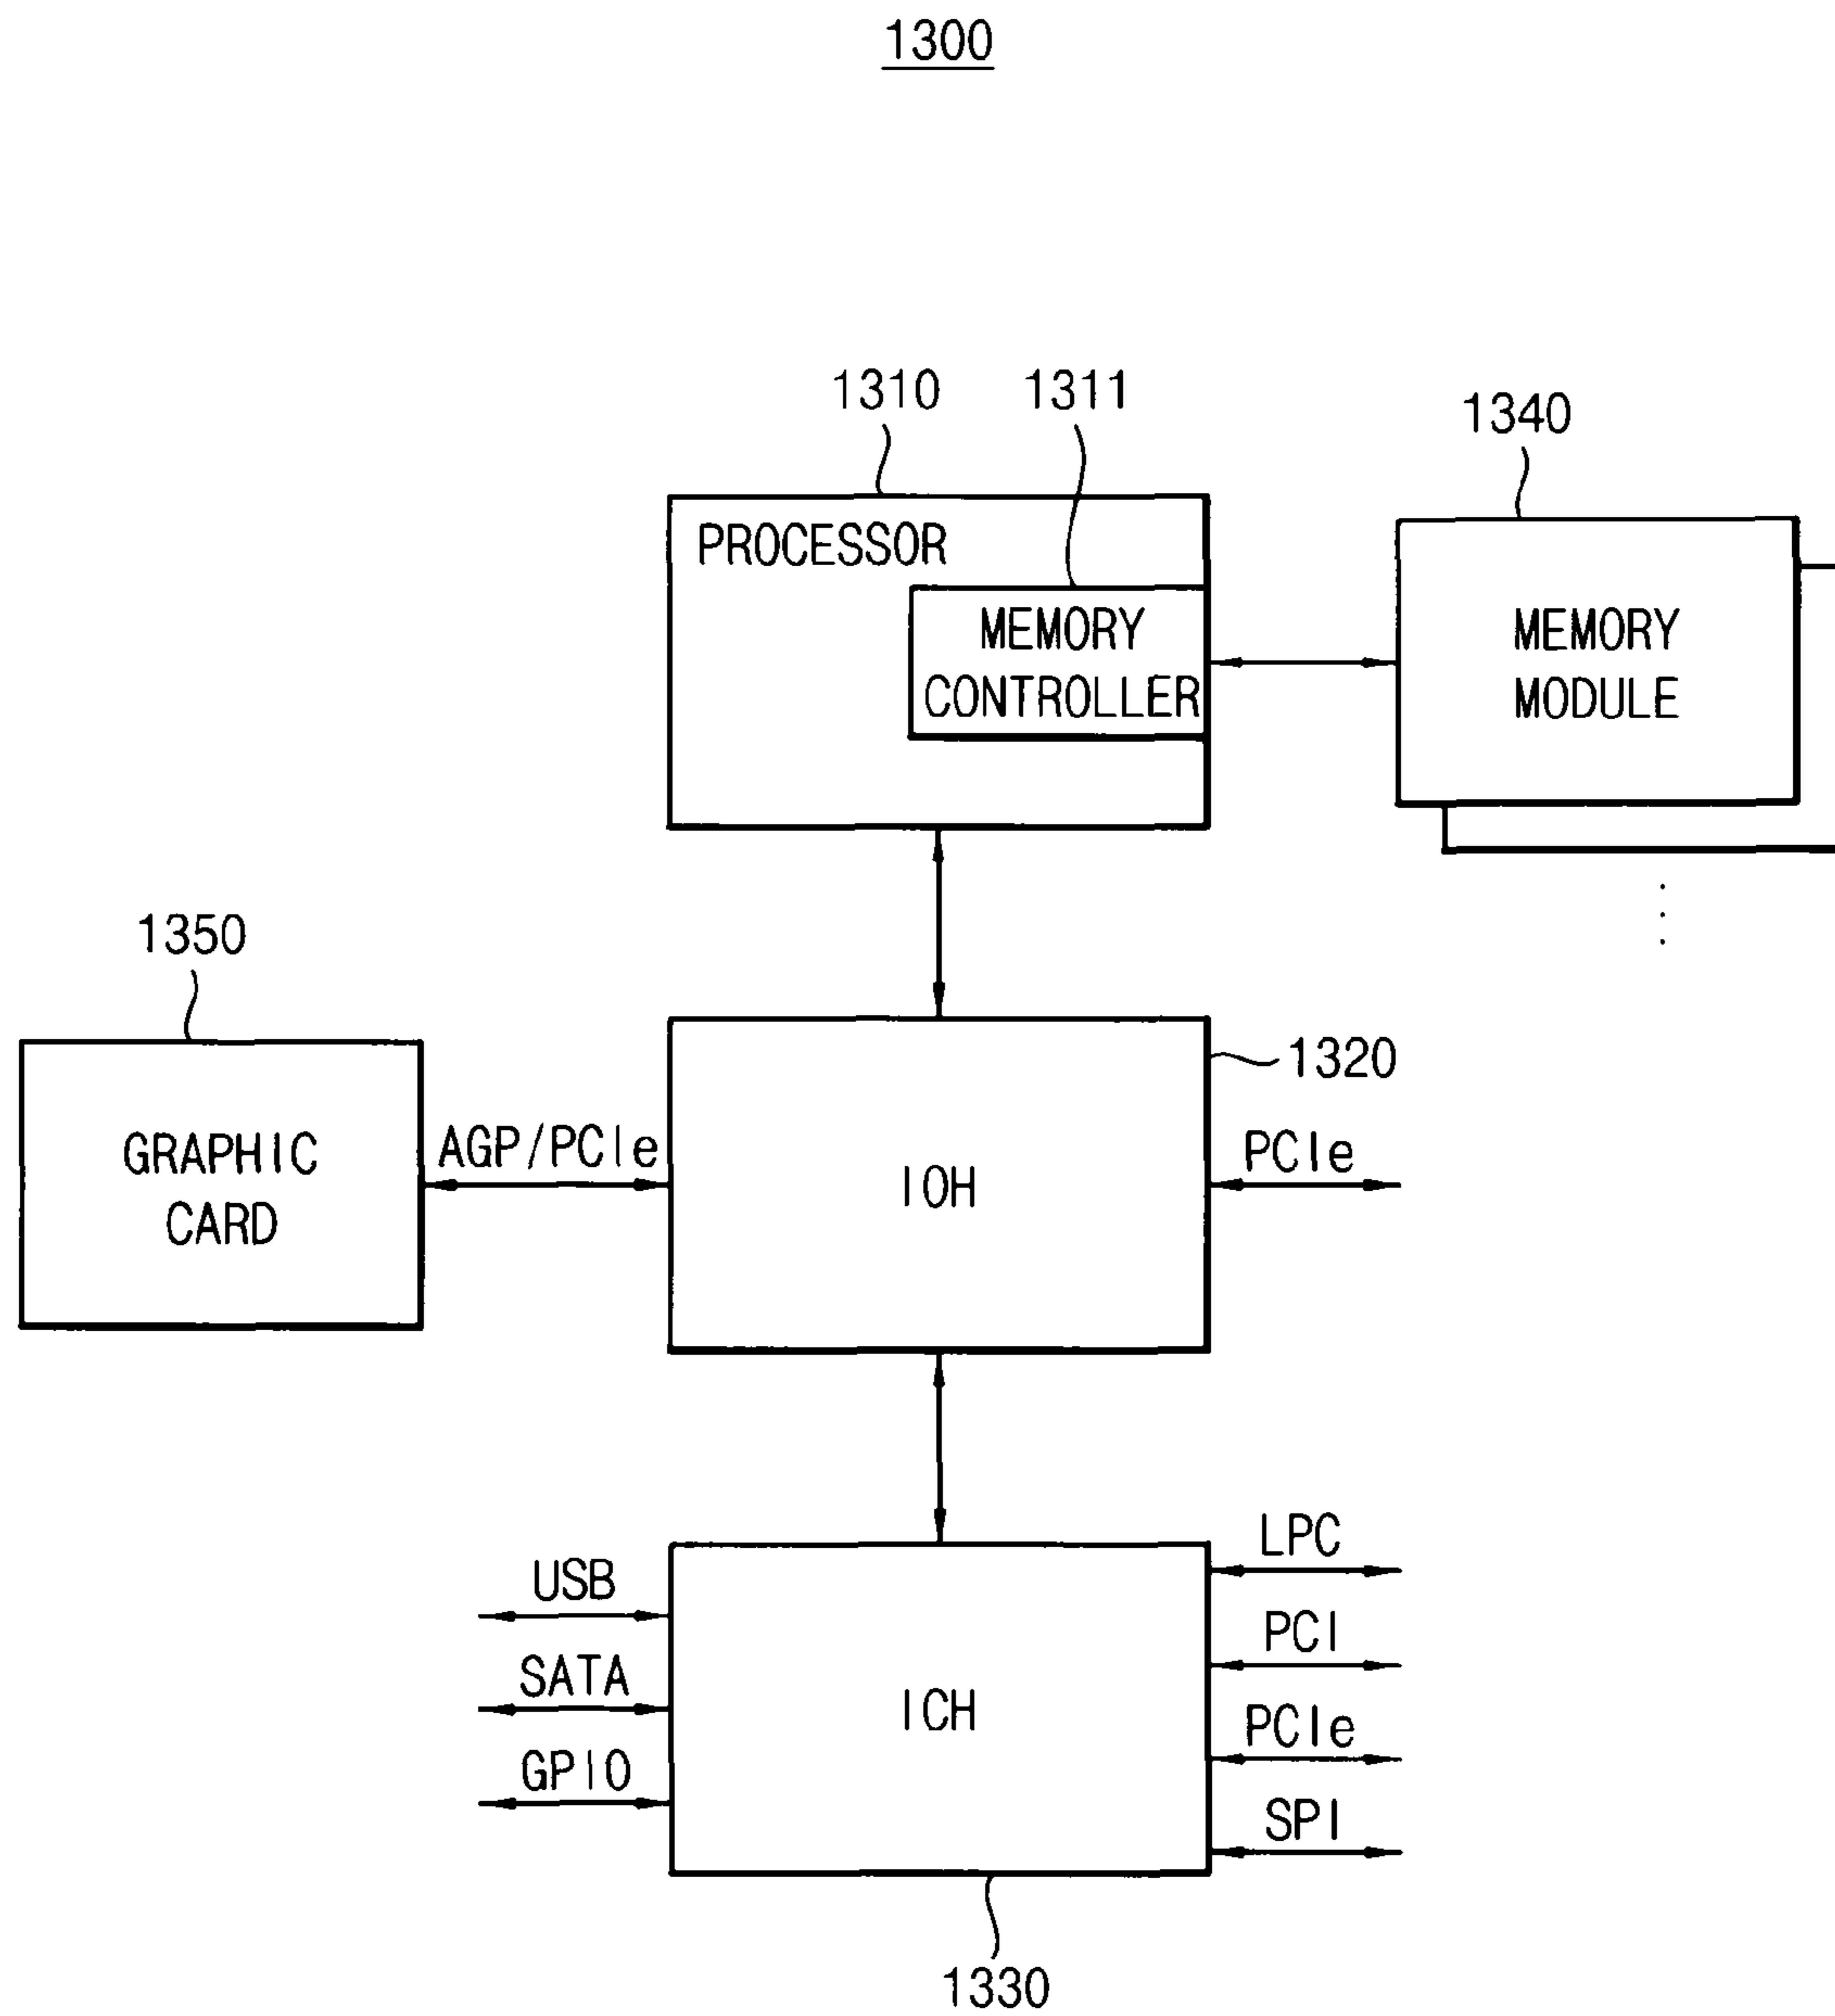 1300
1310
1311
1340
PROCESSOR
MEMORY
CONTROLLER
MEMORY
MODULE
1350
1320
GRAPHIC
CARD
AGP/PCIe
IOH
PCIe
USB
SATA
GPIO
ICH
LPC
PCI
PCIe
SPI
1330